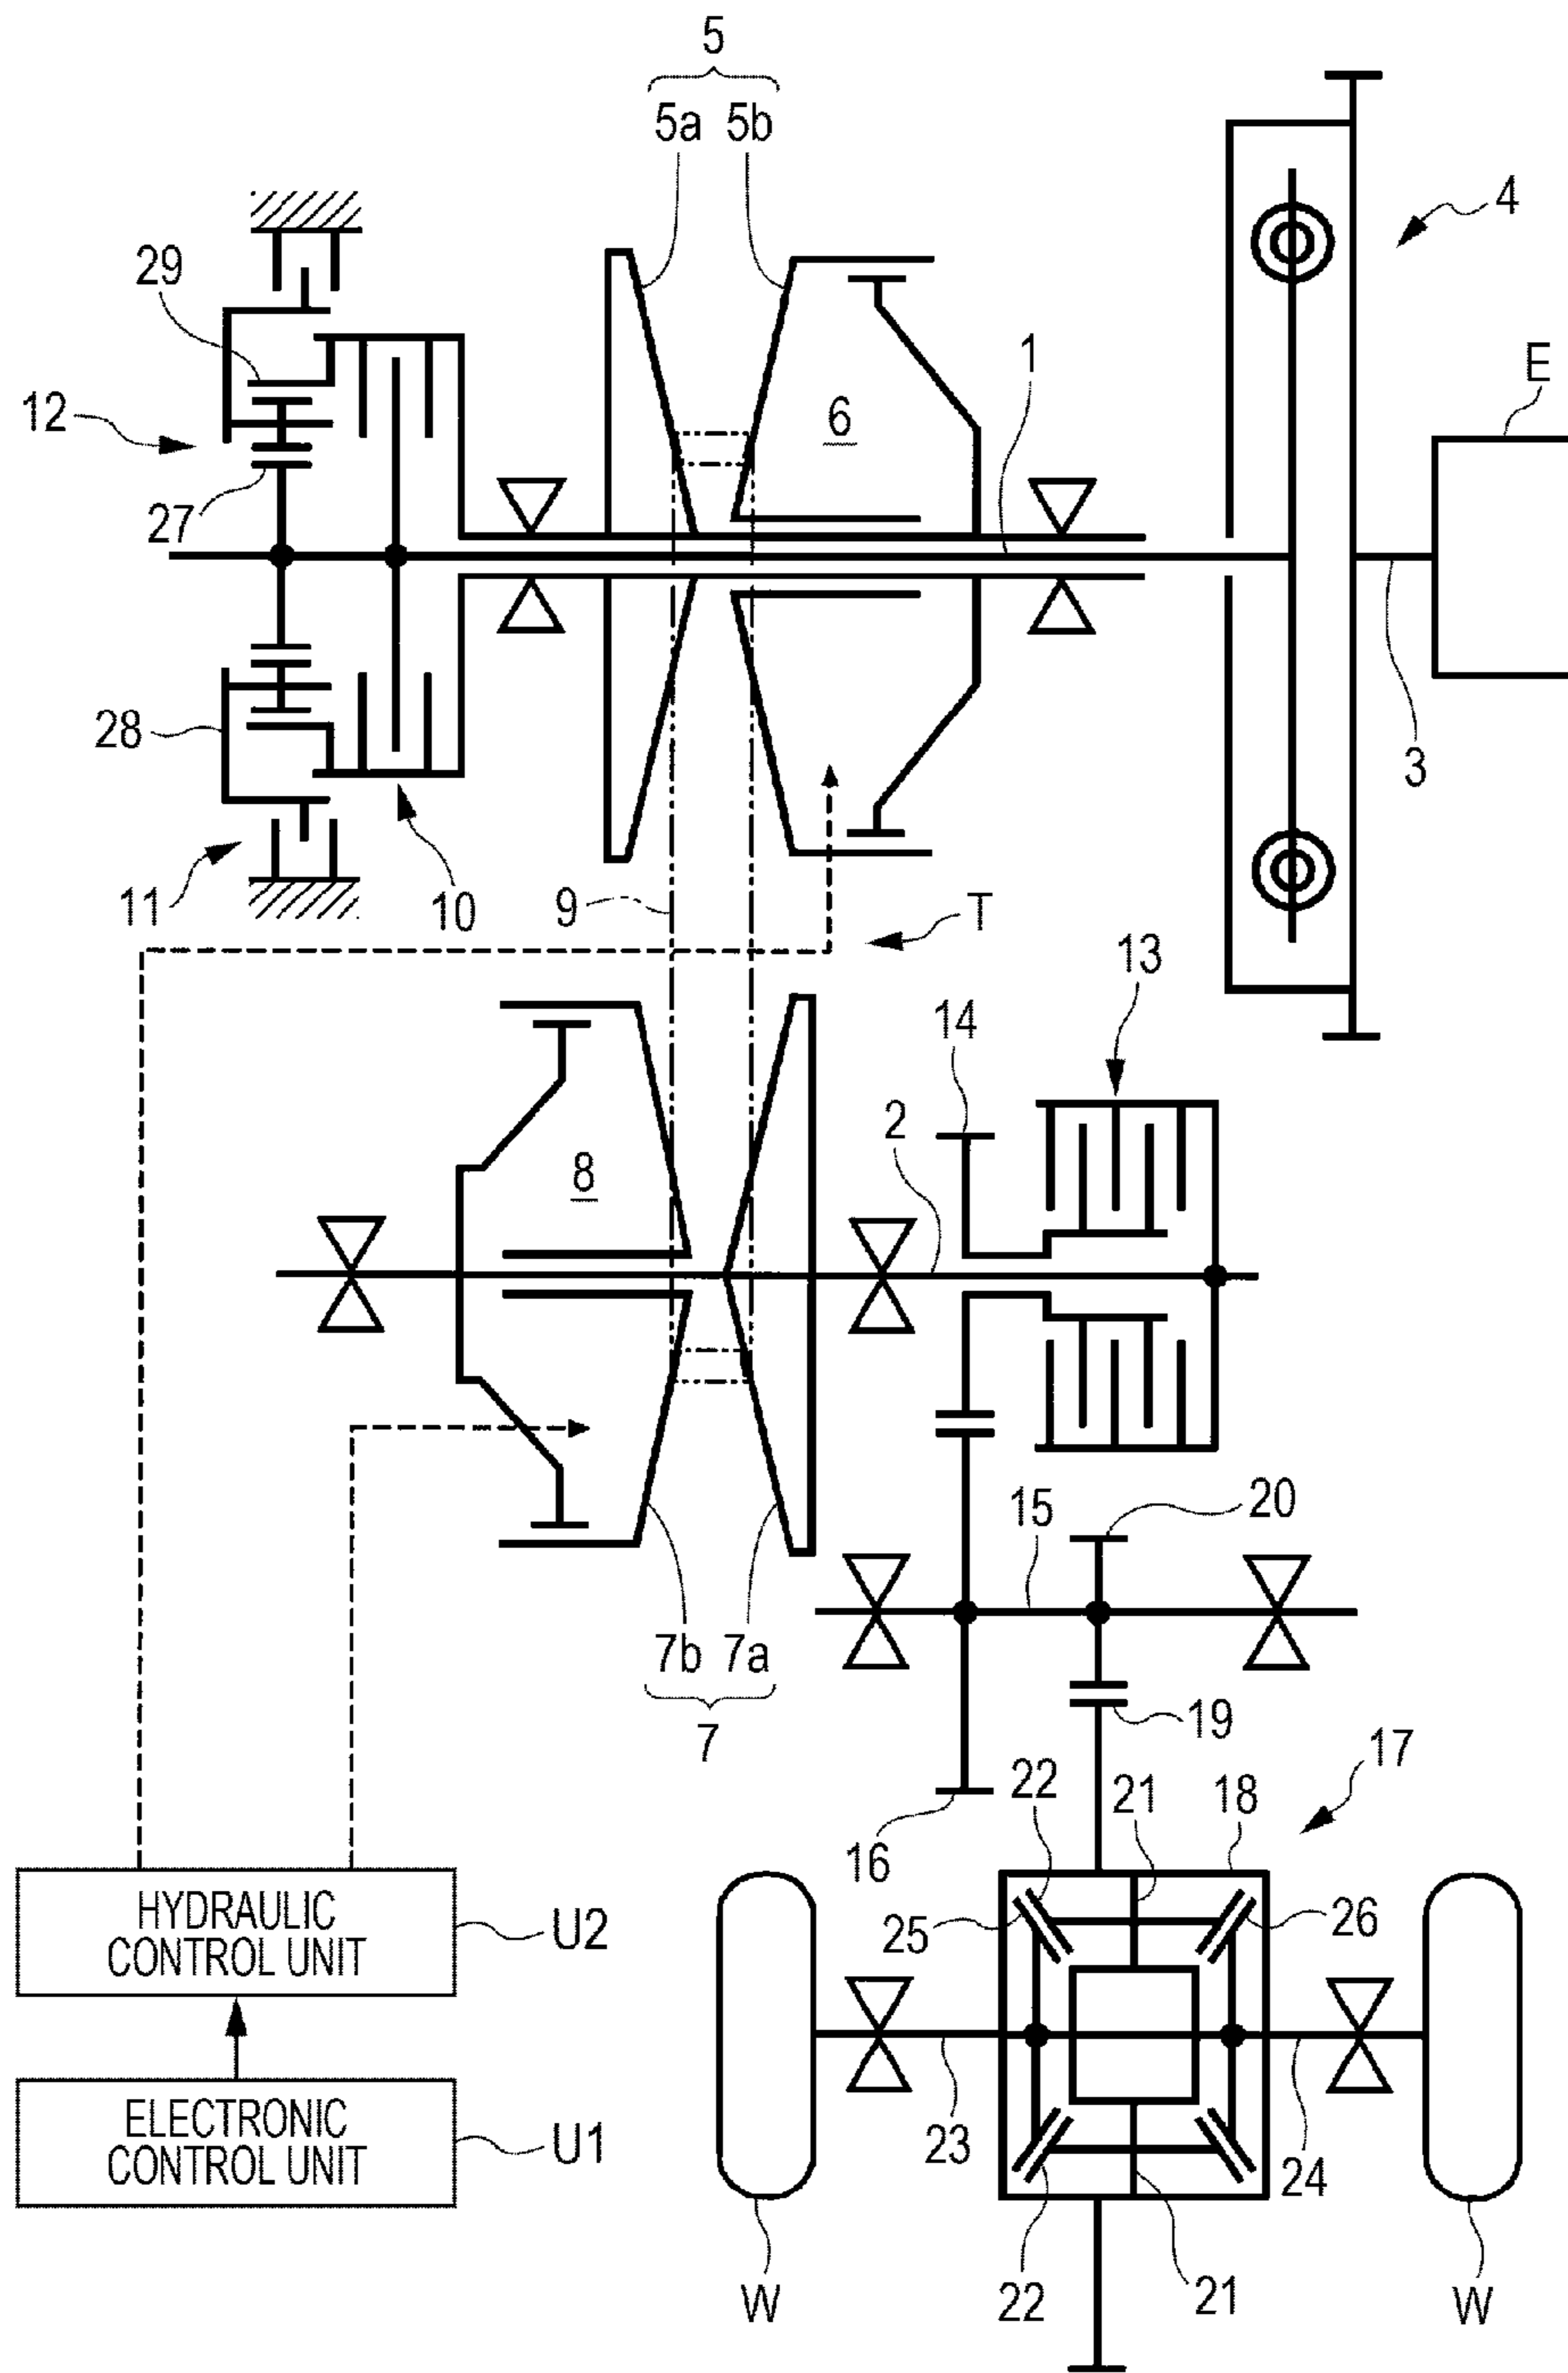 5
5a 5b
4
29
1
E
12
6
27
28
3
11
10
9
T
13
14
2
8
15
20
7b 7a
19
7
17
22 21 18
16
HYDRAULIC
CONTROL UNIT
U2
25
26
ELECTRONIC
CONTROL UNIT
U1
23
24
W
22
21
W